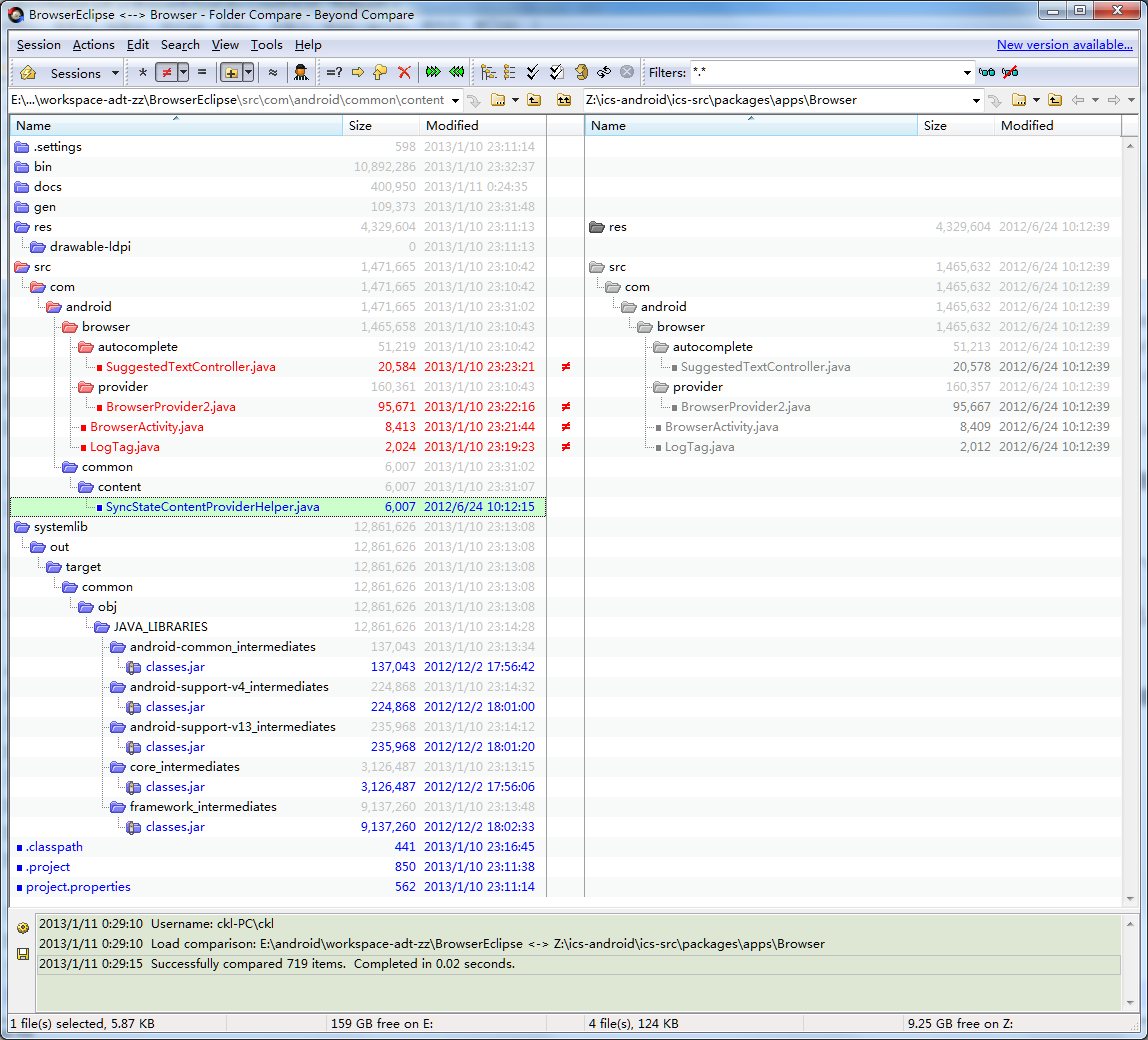 BrowserEclipse <--> Browser - Folder Compare - Beyond Compare
Session Actions Edit Search View Tools Help New version available...
Sessions * ≠ = ≈ =? Filters: *.*
E:\...\workspace-adt-zz\BrowserEclipse\src\com\android\common\content Z:\ics-android\ics-src\packages\apps\Browser
Name Size Modified Name Size Modified
.settings 598 2013/1/10 23:11:14
bin 10,892,286 2013/1/10 23:32:37
docs 400,950 2013/1/11 0:24:35
gen 109,373 2013/1/10 23:31:48
res 4,329,604 2013/1/10 23:11:13 res 4,329,604 2012/6/24 10:12:39
drawable-ldpi 0 2013/1/10 23:11:13
src 1,471,665 2013/1/10 23:10:42 src 1,465,632 2012/6/24 10:12:39
com 1,471,665 2013/1/10 23:10:42 com 1,465,632 2012/6/24 10:12:39
android 1,471,665 2013/1/10 23:31:02 android 1,465,632 2012/6/24 10:12:39
browser 1,465,658 2013/1/10 23:10:43 browser 1,465,632 2012/6/24 10:12:39
autocomplete 51,219 2013/1/10 23:10:42 autocomplete 51,213 2012/6/24 10:12:39
SuggestedTextController.java 20,584 2013/1/10 23:23:21 ≠ SuggestedTextController.java 20,578 2012/6/24 10:12:39
provider 160,361 2013/1/10 23:10:43 provider 160,357 2012/6/24 10:12:39
BrowserProvider2.java 95,671 2013/1/10 23:22:16 ≠ BrowserProvider2.java 95,667 2012/6/24 10:12:39
BrowserActivity.java 8,413 2013/1/10 23:21:44 ≠ BrowserActivity.java 8,409 2012/6/24 10:12:39
LogTag.java 2,024 2013/1/10 23:19:23 ≠ LogTag.java 2,012 2012/6/24 10:12:39
common 6,007 2013/1/10 23:31:02
content 6,007 2013/1/10 23:31:07
SyncStateContentProviderHelper.java 6,007 2012/6/24 10:12:15
systemlib 12,861,626 2013/1/10 23:13:08
out 12,861,626 2013/1/10 23:13:08
target 12,861,626 2013/1/10 23:13:08
common 12,861,626 2013/1/10 23:13:08
obj 12,861,626 2013/1/10 23:13:08
JAVA_LIBRARIES 12,861,626 2013/1/10 23:14:28
android-common_intermediates 137,043 2013/1/10 23:13:34
classes.jar 137,043 2012/12/2 17:56:42
android-support-v4_intermediates 224,868 2013/1/10 23:14:32
classes.jar 224,868 2012/12/2 18:01:00
android-support-v13_intermediates 235,968 2013/1/10 23:14:12
classes.jar 235,968 2012/12/2 18:01:20
core_intermediates 3,126,487 2013/1/10 23:13:15
classes.jar 3,126,487 2012/12/2 17:56:06
framework_intermediates 9,137,260 2013/1/10 23:13:48
classes.jar 9,137,260 2012/12/2 18:02:33
.classpath 441 2013/1/10 23:16:45
.project 850 2013/1/10 23:11:38
project.properties 562 2013/1/10 23:11:14
2013/1/11 0:29:10 Username: ckl-PC\ckl
2013/1/11 0:29:10 Load comparison: E:\android\workspace-adt-zz\BrowserEclipse <-> Z:\ics-android\ics-src\packages\apps\Browser
2013/1/11 0:29:15 Successfully compared 719 items. Completed in 0.02 seconds.
1 file(s) selected, 5.87 KB 159 GB free on E: 4 file(s), 124 KB 9.25 GB free on Z: